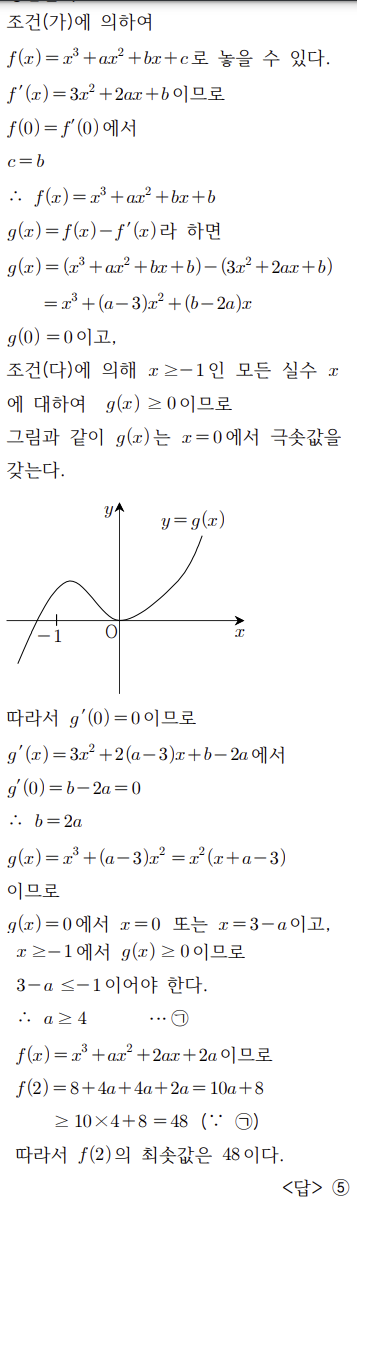 조건(가)에 의하여
f(x)=x³+ax²+bx+c로 놓을 수 있다.
f′(x)=3x²+2ax+b이므로
f(0)=f′(0)에서
c=b
∴ f(x)=x³+ax²+bx+b
g(x)=f(x)-f′(x)라 하면
g(x)=(x³+ax²+bx+b)-(3x²+2ax+b)
=x³+(a-3)x²+(b-2a)x
g(0)=0이고,
조건(다)에 의해 x≥-1인 모든 실수 x
에 대하여 g(x)≥0이므로
그림과 같이 g(x)는 x=0에서 극솟값을
갖는다.
y
y=g(x)
-1
O
x
따라서 g′(0)=0이므로
g′(x)=3x²+2(a-3)x+b-2a에서
g′(0)=b-2a=0
∴ b=2a
g(x)=x³+(a-3)x²=x²(x+a-3)
이므로
g(x)=0에서 x=0 또는 x=3-a이고,
x≥-1에서 g(x)≥0이므로
3-a≤-1이어야 한다.
∴ a≥4 ⋯㉠
f(x)=x³+ax²+2ax+2a이므로
f(2)=8+4a+4a+2a=10a+8
≥10×4+8=48 (∵ ㉠)
따라서 f(2)의 최솟값은 48이다.
<답> ⑤